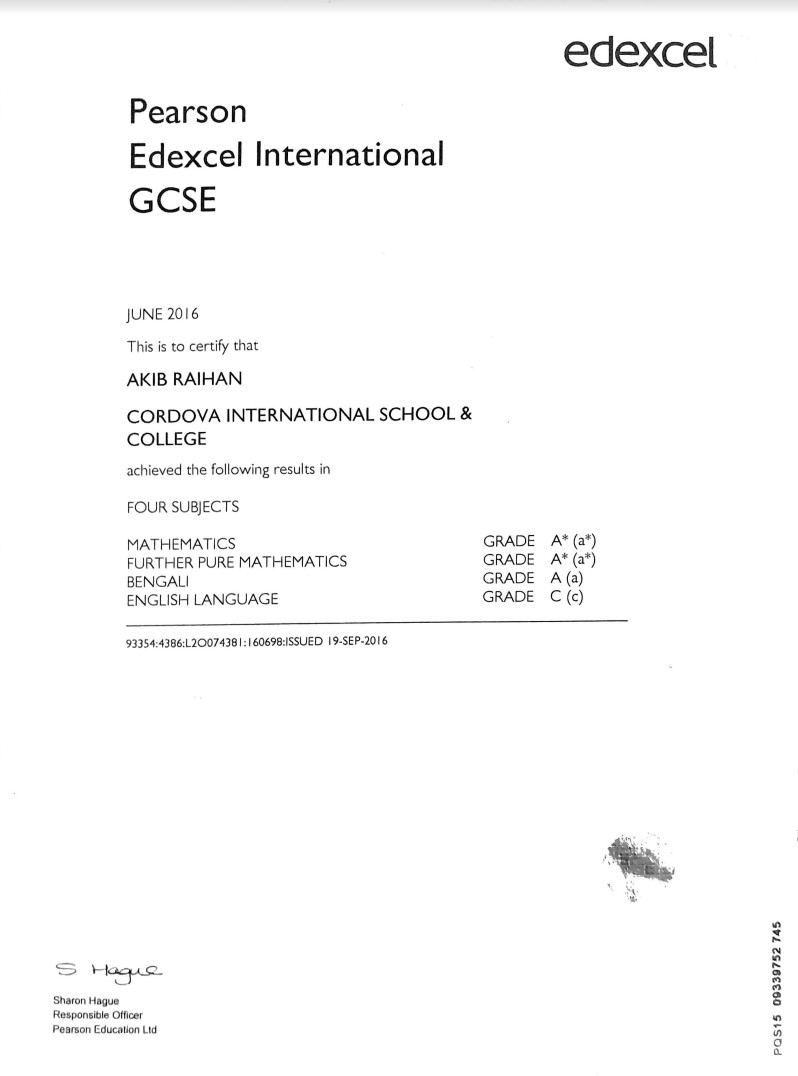 edexcel
Pearson
Edexcel International
GCSE
JUNE 2016
This is to certify that
AKIB RAIHAN
CORDOVA INTERNATIONAL SCHOOL &
COLLEGE
achieved the following results in
FOUR SUBJECTS
MATHEMATICS GRADE A* (a*)
FURTHER PURE MATHEMATICS GRADE A* (a*)
BENGALI GRADE A (a)
ENGLISH LANGUAGE GRADE C (c)
93354:4386:L2O074381:160698:ISSUED 19-SEP-2016
S Hague
Sharon Hague
Responsible Officer
Pearson Education Ltd
PQS15 09339752 745